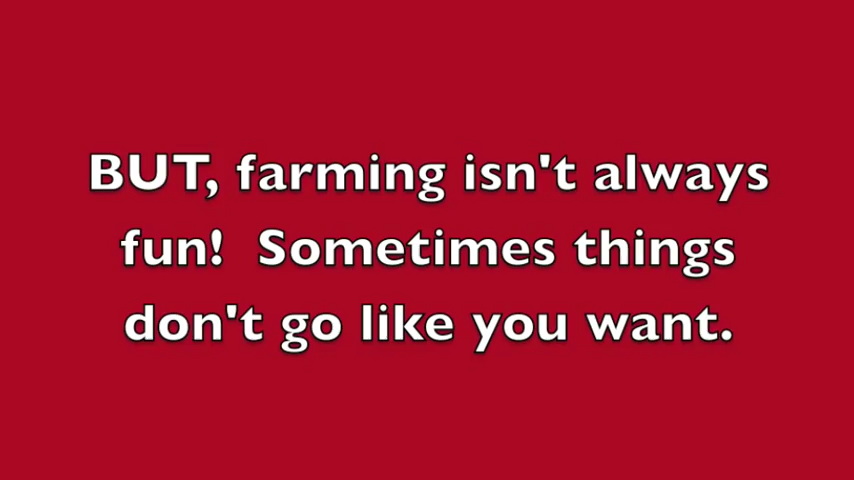 BUT, farming isn't always
fun!  Sometimes things
don't go like you want.